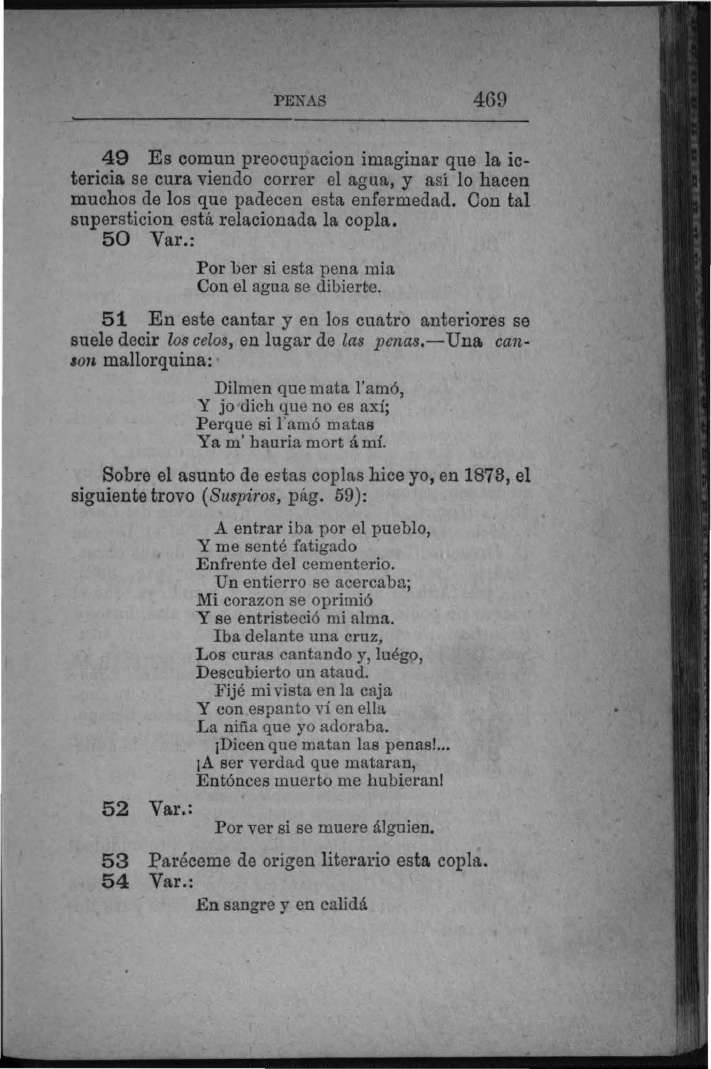 PENAS 469
49 Es comun preocupacion imaginar que la ic-
tericia se cura viendo correr el agua, y así lo hacen
muchos de los que padecen esta enfermedad. Con tal
supersticion está relacionada la copla.
50 Var.:
Por ber si esta pena mia
Con el agua se dibierte.
51 En este cantar y en los cuatro anteriores se
suele decir los celos, en lugar de las penas.—Una can-
son mallorquina:
Dilmen que mata l'amó,
Y jo dich que no es axí;
Perque si l'amó matas
Ya m' hauria mort á mí.
Sobre el asunto de estas coplas hice yo, en 1873, el
siguiente trovo (Suspiros, pág. 59):
A entrar iba por el pueblo,
Y me senté fatigado
Enfrente del cementerio.
Un entierro se acercaba;
Mi corazon se oprimió
Y se entristeció mi alma.
Iba delante una cruz,
Los curas cantando y, luégo,
Descubierto un ataud.
Fijé mi vista en la caja
Y con espanto ví en ella
La niña que yo adoraba.
¡Dicen que matan las penas!...
¡A ser verdad que mataran,
Entónces muerto me hubieran!
52 Var.:
Por ver si se muere álguien.
53 Paréceme de origen literario esta copla.
54 Var.:
En sangre y en calidá